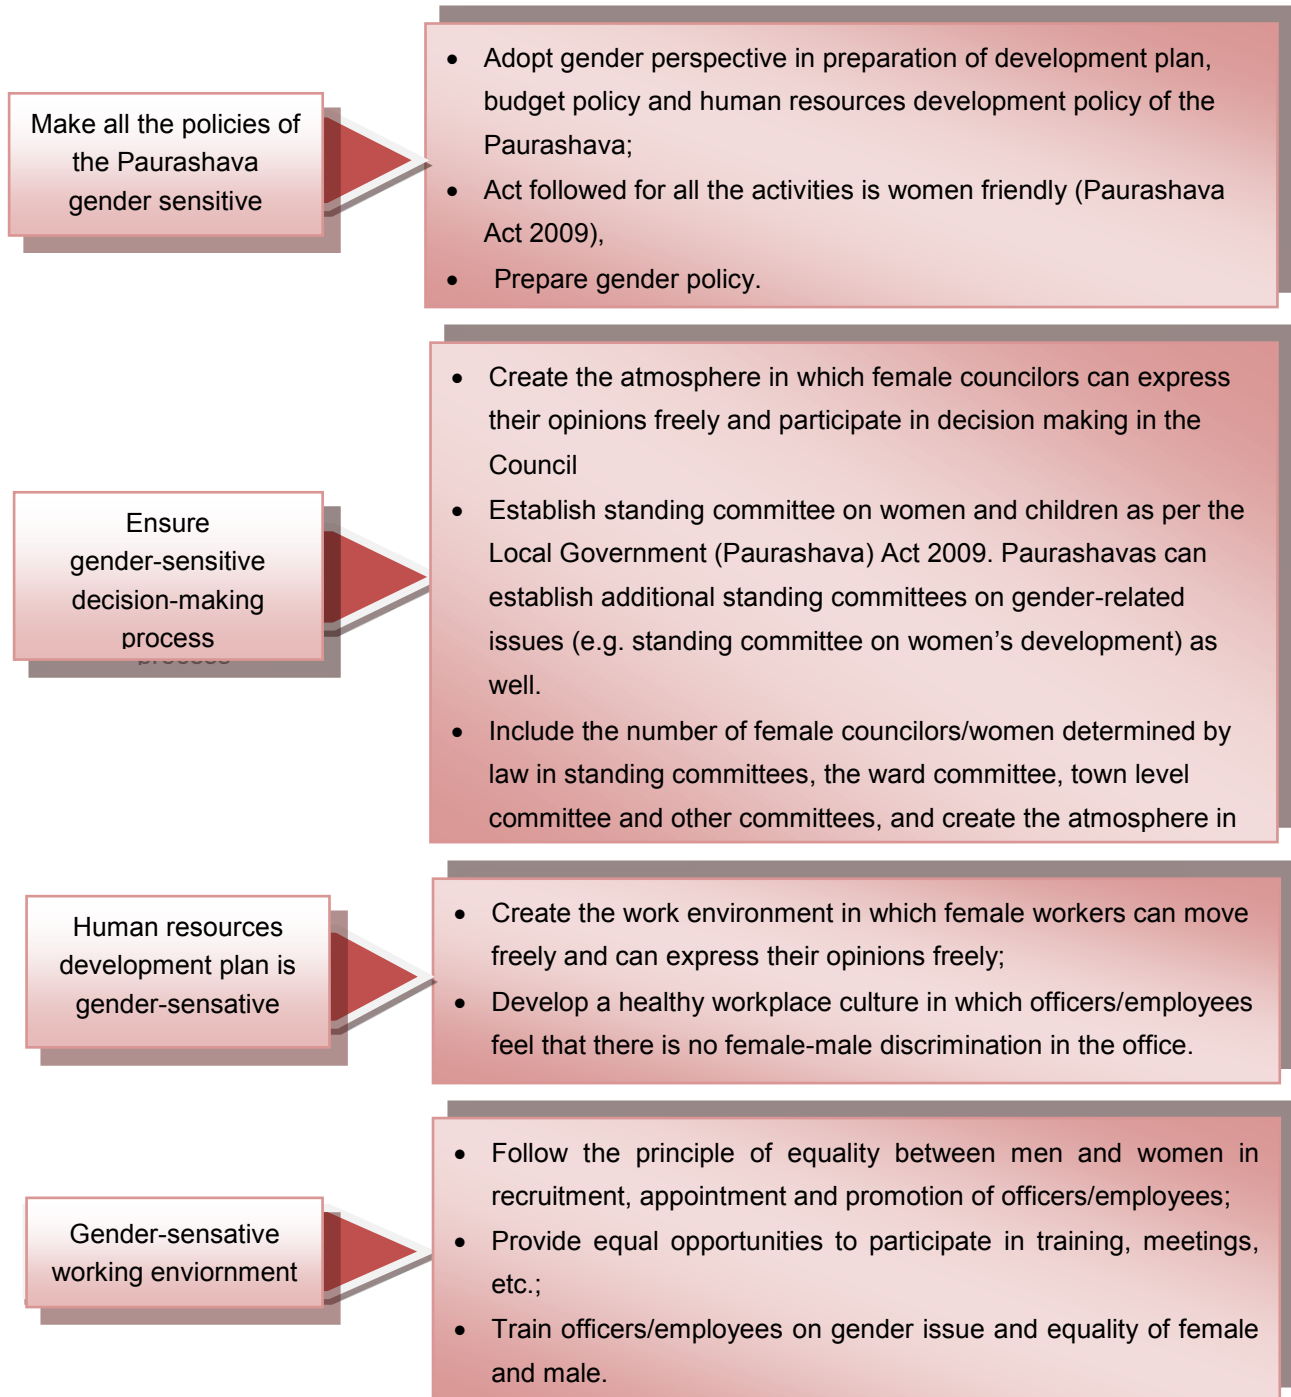 Make all the policies of
the Paurashava
gender sensitive
• Adopt gender perspective in preparation of development plan,
budget policy and human resources development policy of the
Paurashava;
• Act followed for all the activities is women friendly (Paurashava
Act 2009),
• Prepare gender policy.
Ensure
gender-sensitive
decision-making
process
• Create the atmosphere in which female councilors can express
their opinions freely and participate in decision making in the
Council
• Establish standing committee on women and children as per the
Local Government (Paurashava) Act 2009. Paurashavas can
establish additional standing committees on gender-related
issues (e.g. standing committee on women’s development) as
well.
• Include the number of female councilors/women determined by
law in standing committees, the ward committee, town level
committee and other committees, and create the atmosphere in
Human resources
development plan is
gender-sensative
• Create the work environment in which female workers can move
freely and can express their opinions freely;
• Develop a healthy workplace culture in which officers/employees
feel that there is no female-male discrimination in the office.
Gender-sensative
working enviornment
• Follow the principle of equality between men and women in
recruitment, appointment and promotion of officers/employees;
• Provide equal opportunities to participate in training, meetings,
etc.;
• Train officers/employees on gender issue and equality of female
and male.